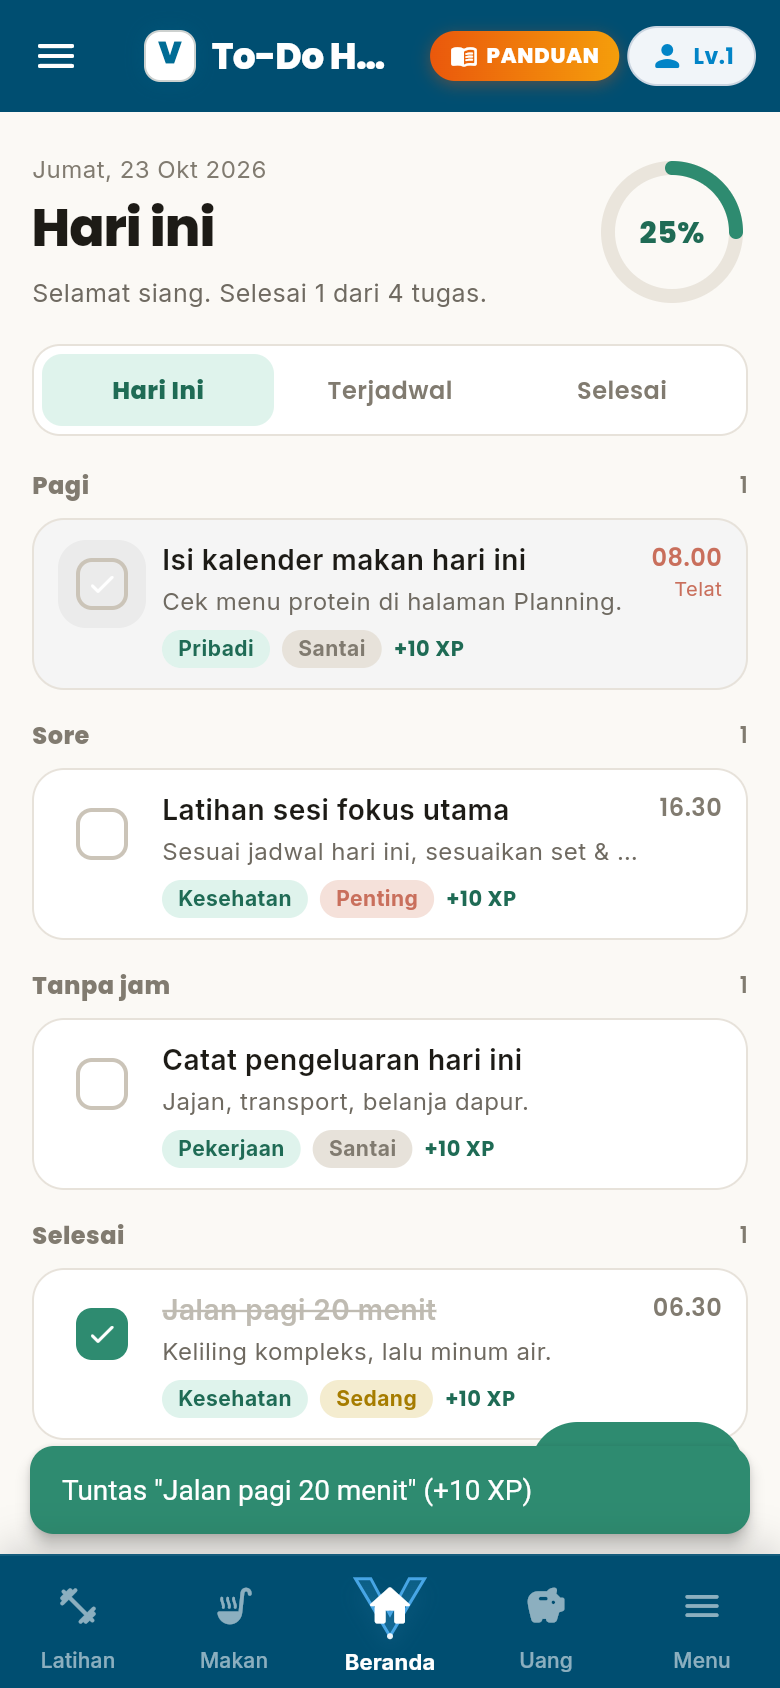 V To-Do H... PANDUAN Lv.1
Jumat, 23 Okt 2026
Hari ini
Selamat siang. Selesai 1 dari 4 tugas.
25%
Hari Ini Terjadwal Selesai
Pagi 1
Isi kalender makan hari ini 08.00
Cek menu protein di halaman Planning. Telat
Pribadi Santai +10 XP
Sore 1
Latihan sesi fokus utama 16.30
Sesuai jadwal hari ini, sesuaikan set & ...
Kesehatan Penting +10 XP
Tanpa jam 1
Catat pengeluaran hari ini
Jajan, transport, belanja dapur.
Pekerjaan Santai +10 XP
Selesai 1
Jalan pagi 20 menit 06.30
Keliling kompleks, lalu minum air.
Kesehatan Sedang +10 XP
Tuntas "Jalan pagi 20 menit" (+10 XP)
Latihan Makan Beranda Uang Menu